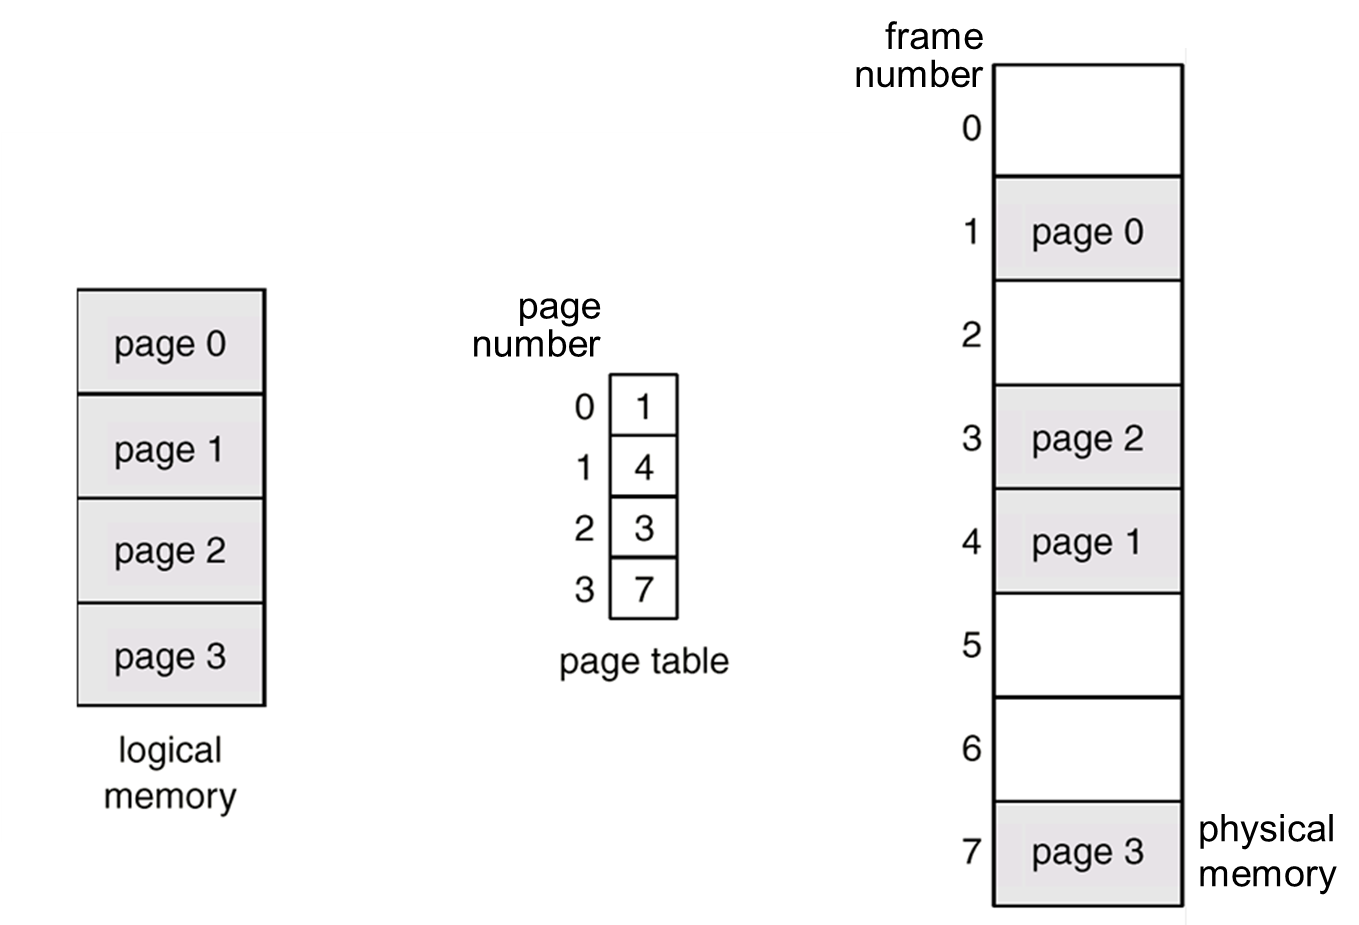 page 0
page 1
page 2
page 3
logical
memory
page
number
0 1
1 4
2 3
3 7
page table
frame
number
0
1 page 0
2
3 page 2
4 page 1
5
6
7 page 3
physical
memory